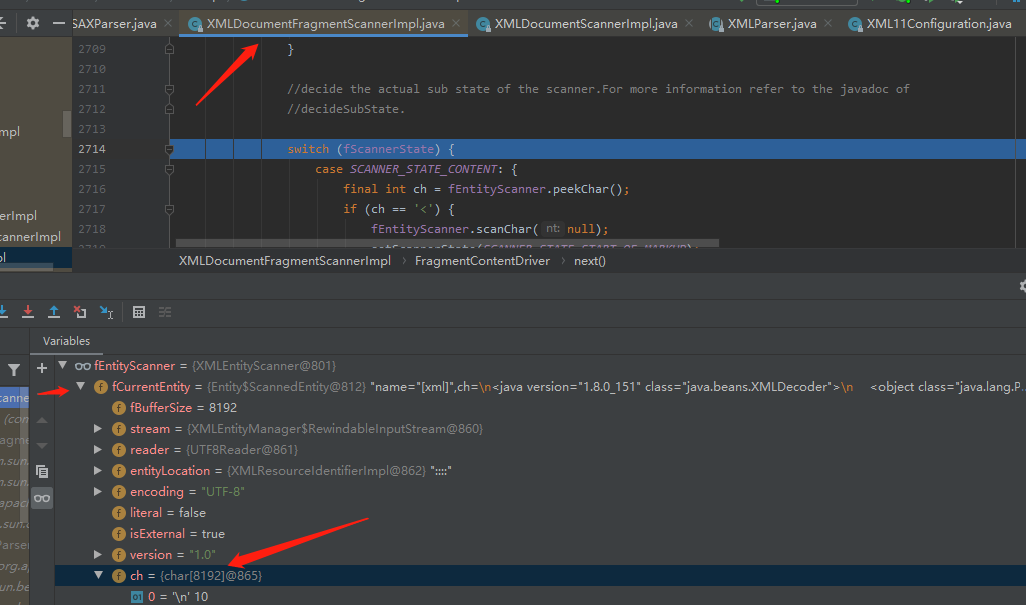 SAXParser.java XMLDocumentFragmentScannerImpl.java XMLDocumentScannerImpl.java XMLParser.java XML11Configuration.java
2709 }
2710
2711 //decide the actual sub state of the scanner.For more information refer to the javadoc of
2712 //decideSubState.
2713
2714 switch (fScannerState) {
2715 case SCANNER_STATE_CONTENT: {
2716 final int ch = fEntityScanner.peekChar();
2717 if (ch == '<') {
2718 fEntityScanner.scanChar( nt: null);
2719 setScannerState(SCANNER_STATE_START_OF_MARKUP);
mpl
erImpl
cannerImpl
pl
XMLDocumentFragmentScannerImpl › FragmentContentDriver › next()
Variables
fEntityScanner = {XMLEntityScanner@801}
fCurrentEntity = {Entity$ScannedEntity@812} "name="[xml]",ch=\n<java version="1.8.0_151" class="java.beans.XMLDecoder">\n <object class="java.lang.P...
fBufferSize = 8192
stream = {XMLEntityManager$RewindableInputStream@860}
reader = {UTF8Reader@861}
entityLocation = {XMLResourceIdentifierImpl@862} "::::"
encoding = "UTF-8"
literal = false
isExternal = true
version = "1.0"
ch = {char[8192]@865}
0 = '\n' 10
canne
(con
agme
m.sun.
m.sun.
apac
.sun.
Parser
org.a
un.be